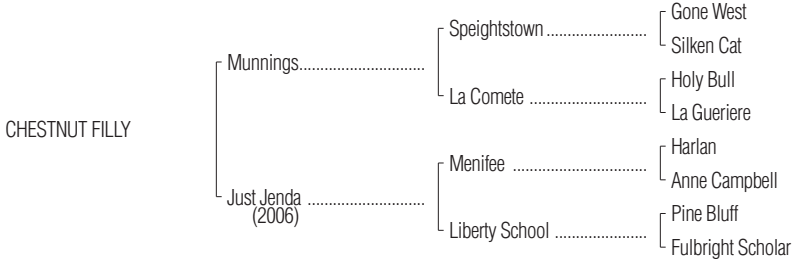 Gone West
Speightstown ........................
Silken Cat
Munnings..............................
Holy Bull
La Comete ............................
La Gueriere
CHESTNUT FILLY
Harlan
Menifee ................................
Anne Campbell
Just Jenda ............................
(2006)
Pine Bluff
Liberty School ......................
Fulbright Scholar